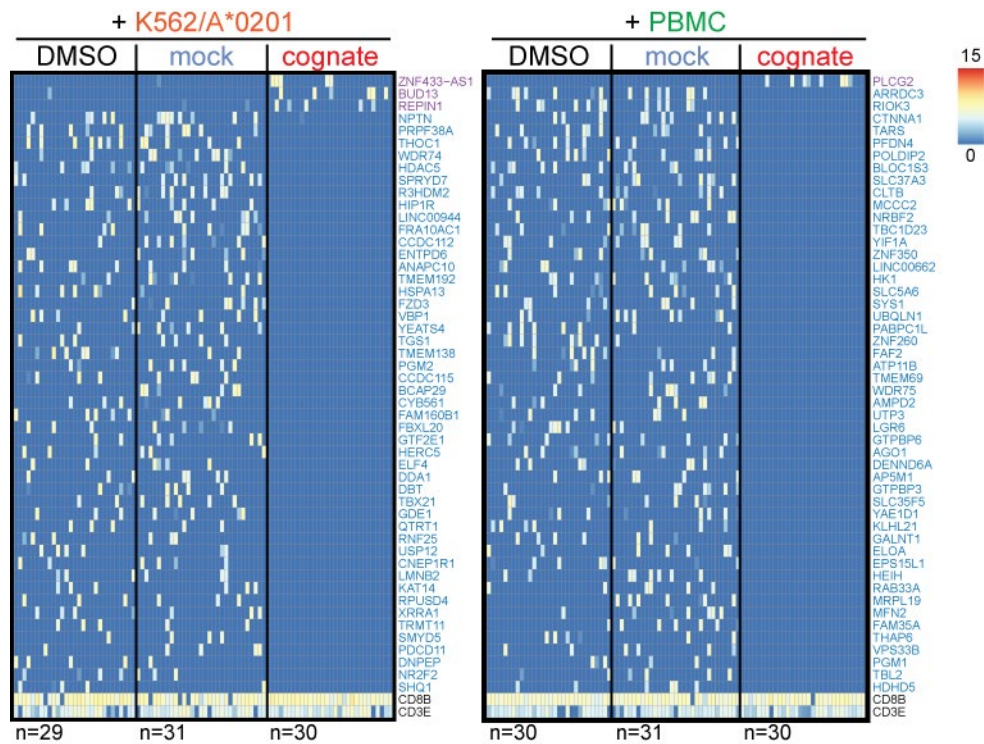 + K562/A*0201
DMSO mock cognate
ZNF433-AS1
BUD13
REPIN1
NPTN
PRPF38A
THOC1
WDR74
HDAC5
SPRYD7
R3HDM2
HIP1R
LINC00944
FRA10AC1
CCDC112
ENTPD6
ANAPC10
TMEM192
HSPA13
FZD3
VBP1
YEATS4
TGS1
TMEM138
PGM2
CCDC115
BCAP29
CYB561
FAM160B1
FBXL20
GTF2E1
HERC5
ELF4
DDA1
DBT
TBX21
GDE1
QTRT1
RNF25
USP12
CNEP1R1
LMNB2
KAT14
RPUSD4
XRRA1
TRMT11
SMYD5
PDCD11
DNPEP
NR2F2
SHQ1
CD8B
CD3E
n=29 n=31 n=30
+ PBMC
DMSO mock cognate
PLCG2
ARRDC3
RIOK3
CTNNA1
TARS
PFDN4
POLDIP2
BLOC1S3
SLC37A3
CLTB
MCCC2
NRBF2
TBC1D23
YIF1A
ZNF350
LINC00662
HK1
SLC5A6
SYS1
UBQLN1
PABPC1L
ZNF260
FAF2
ATP11B
TMEM69
WDR75
AMPD2
UTP3
LGR6
GTPBP6
AGO1
DENND6A
AP5M1
GTPBP3
SLC35F5
YAE1D1
KLHL21
GALNT1
ELOA
EPS15L1
HEIH
RAB33A
MRPL19
MFN2
FAM35A
THAP6
VPS33B
PGM1
TBL2
HDHD5
CD8B
CD3E
n=30 n=31 n=30
15
0